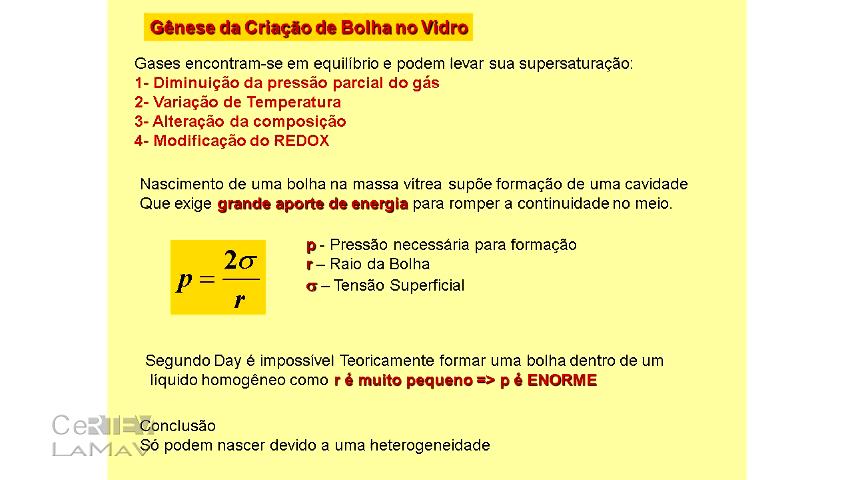 Gênese da Criação de Bolha no Vidro
Gases encontram-se em equilíbrio e podem levar sua supersaturação:
1- Diminuição da pressão parcial do gás
2- Variação de Temperatura
3- Alteração da composição
4- Modificação do REDOX
Nascimento de uma bolha na massa vítrea supõe formação de uma cavidade
Que exige grande aporte de energia para romper a continuidade no meio.
p = 2σ / r
p - Pressão necessária para formação
r – Raio da Bolha
σ – Tensão Superficial
Segundo Day é impossível Teoricamente formar uma bolha dentro de um
líquido homogêneo como r é muito pequeno => p é ENORME
Conclusão
Só podem nascer devido a uma heterogeneidade
CeRTEV
LaMaV